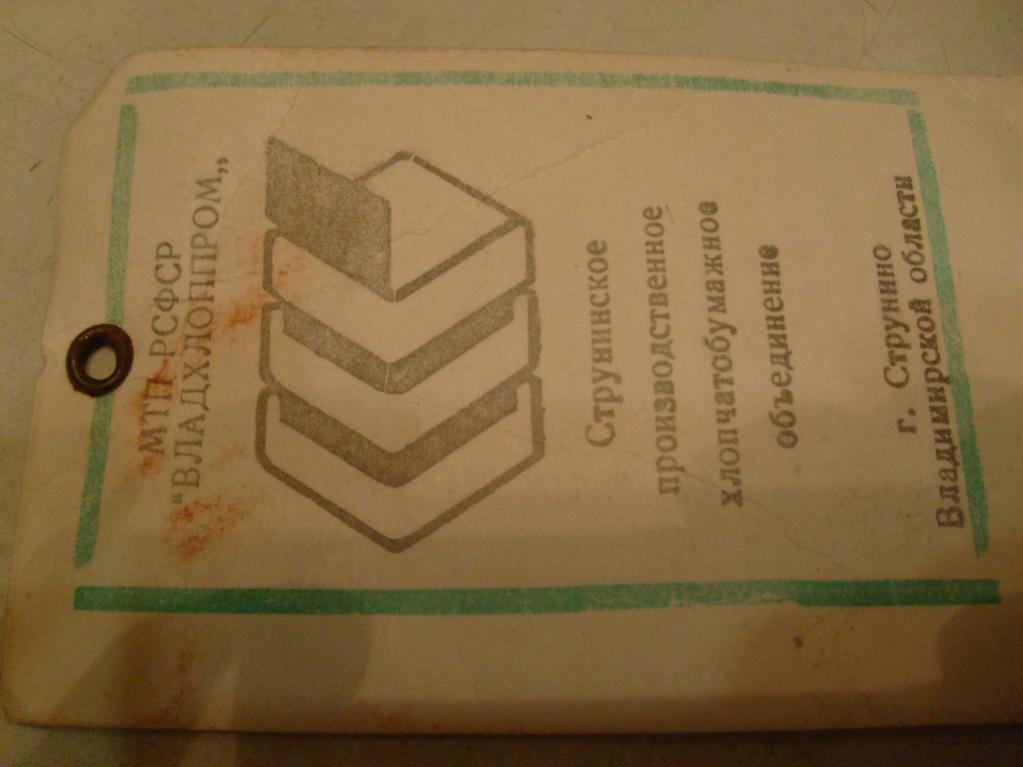 МТП РСФСР
“ВЛАДХЛОППРОМ„
Струнинское
производственное
хлопчатобумажное
объединение
г. Струнино
Владимирской области